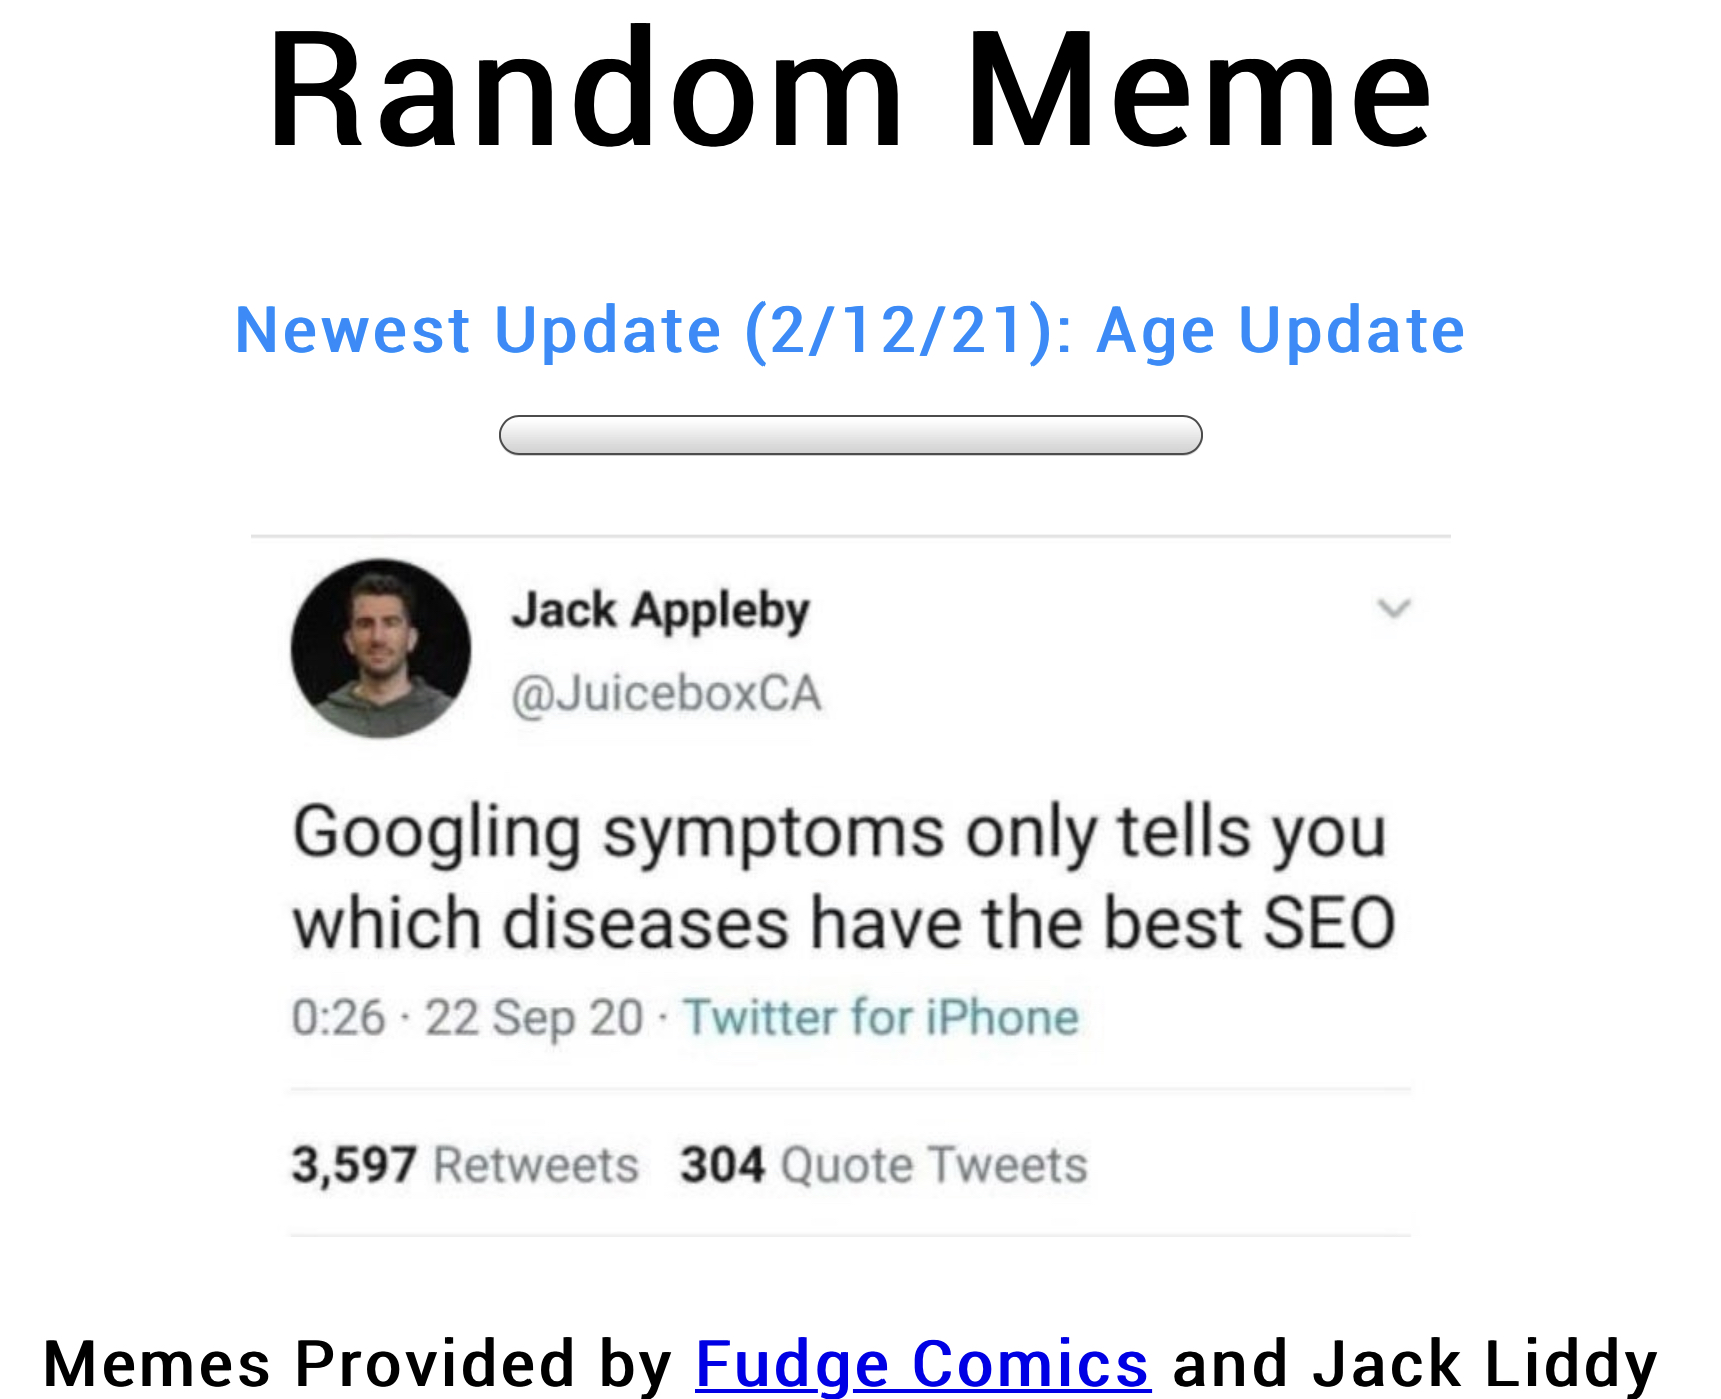 Random Meme
Newest Update (2/12/21): Age Update
Jack Appleby
@JuiceboxCA
Googling symptoms only tells you
which diseases have the best SEO
0:26 · 22 Sep 20 · Twitter for iPhone
3,597 Retweets 304 Quote Tweets
Memes Provided by Fudge Comics and Jack Liddy